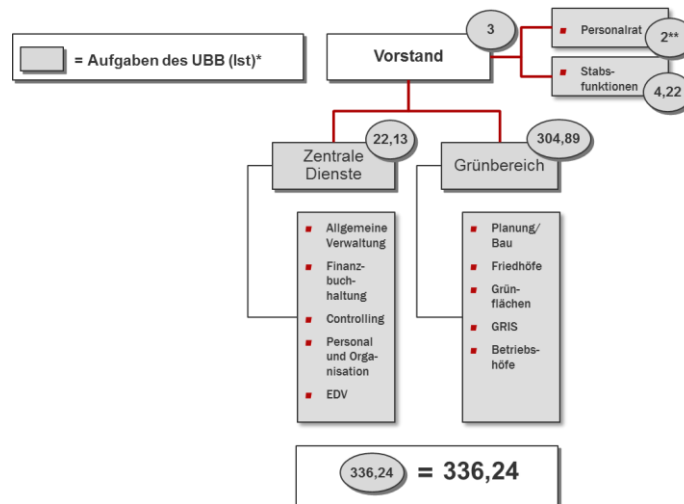 = Aufgaben des UBB (Ist)*
Vorstand
3
Personalrat
2**
Stabs-
funktionen
4,22
Zentrale
Dienste
22,13
Grünbereich
304,89
Allgemeine
Verwaltung
Finanz-
buch-
haltung
Controlling
Personal
und Orga-
nisation
EDV
Planung/
Bau
Friedhöfe
Grün-
flächen
GRIS
Betriebs-
höfe
336,24 = 336,24